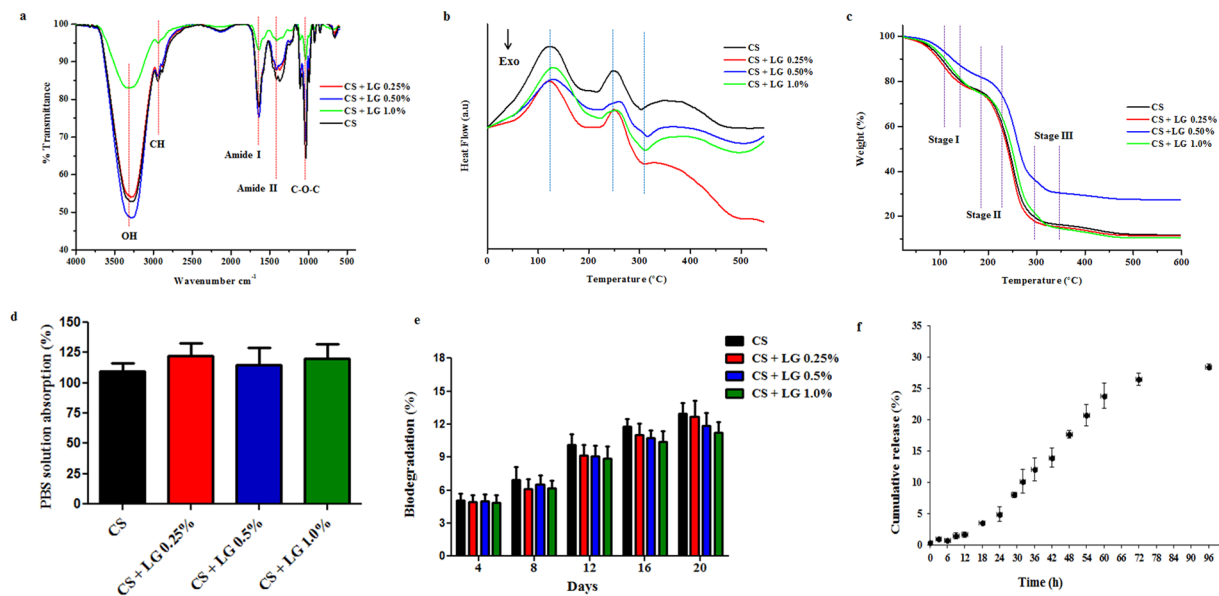 a
% Transmittance
100
90
80
70
60
50
40
4000
3500
3000
2500
2000
1500
1000
500
Wavenumber cm-1
OH
CH
Amide I
Amide II
C-O-C
CS + LG 0.25%
CS + LG 0.50%
CS + LG 1.0%
CS
b
Exo
Heat Flow (a.u)
0
100
200
300
400
500
Temperature (°C)
CS
CS + LG 0.25%
CS + LG 0.50%
CS + LG 1.0%
c
Weight (%)
100
80
60
40
20
100
200
300
400
500
600
Temperature (°C)
Stage I
Stage II
Stage III
CS
CS + LG 0.25%
CS +LG 0.50%
CS + LG 1.0%
d
PBS solution absorption (%)
150
125
100
75
50
25
0
CS
CS + LG 0.25%
CS + LG 0.5%
CS + LG 1.0%
e
Biodegradation (%)
18
15
12
9
6
3
0
4
8
12
16
20
Days
CS
CS + LG 0.25%
CS + LG 0.5%
CS + LG 1.0%
f
Cumulative release (%)
35
30
25
20
15
10
5
0
0
6
12
18
24
30
36
42
48
54
60
66
72
78
84
90
96
Time (h)